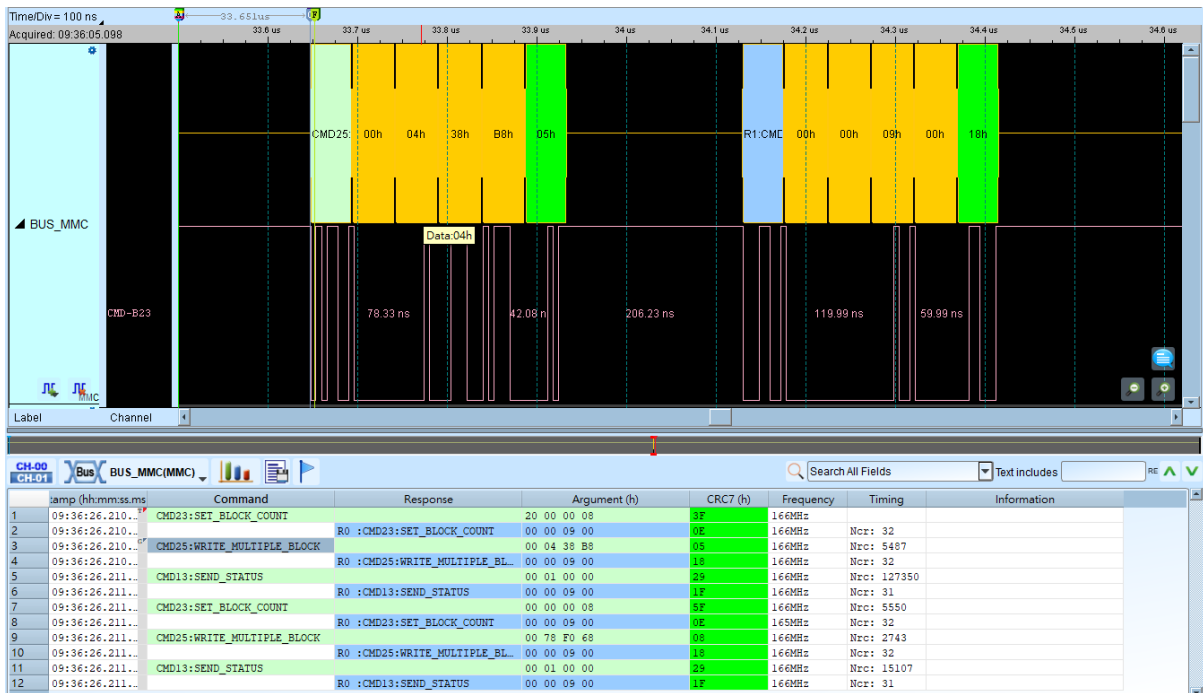 Time/Div= 100 ns
A 33.651us F
Acquired: 09:36:05.098
33.6 us 33.7 us 33.8 us 33.9 us 34 us 34.1 us 34.2 us 34.3 us 34.4 us 34.5 us 34.6 us
CMD25: 00h 04h 38h B8h 05h R1:CMD 00h 00h 09h 00h 18h
BUS_MMC
Data:04h
CMD-B23 78.33 ns 42.08 n 206.23 ns 119.99 ns 59.99 ns
MMC
Label Channel
CH-00
CH-01 Bus BUS_MMC(MMC) Search All Fields Text includes RE
tamp (hh:mm:ss.ms Command Response Argument (h) CRC7 (h) Frequency Timing Information
1 09:36:26.210... T CMD23:SET_BLOCK_COUNT 20 00 00 08 3F 166MHz
2 09:36:26.210... R0 :CMD23:SET_BLOCK_COUNT 00 00 09 00 0E 166MHz Ncr: 32
3 09:36:26.210... CMD25:WRITE_MULTIPLE_BLOCK 00 04 38 B8 05 166MHz Nrc: 5487
4 09:36:26.210... R0 :CMD25:WRITE_MULTIPLE_BL... 00 00 09 00 18 166MHz Ncr: 32
5 09:36:26.211... CMD13:SEND_STATUS 00 01 00 00 29 166MHz Nrc: 127350
6 09:36:26.211... R0 :CMD13:SEND_STATUS 00 00 09 00 1F 166MHz Ncr: 31
7 09:36:26.211... CMD23:SET_BLOCK_COUNT 00 00 00 08 5F 166MHz Nrc: 5550
8 09:36:26.211... R0 :CMD23:SET_BLOCK_COUNT 00 00 09 00 0E 165MHz Ncr: 32
9 09:36:26.211... CMD25:WRITE_MULTIPLE_BLOCK 00 78 F0 68 08 166MHz Nrc: 2743
10 09:36:26.211... R0 :CMD25:WRITE_MULTIPLE_BL... 00 00 09 00 18 166MHz Ncr: 32
11 09:36:26.211... CMD13:SEND_STATUS 00 01 00 00 29 166MHz Nrc: 15107
12 09:36:26.211... R0 :CMD13:SEND_STATUS 00 00 09 00 1F 166MHz Ncr: 31